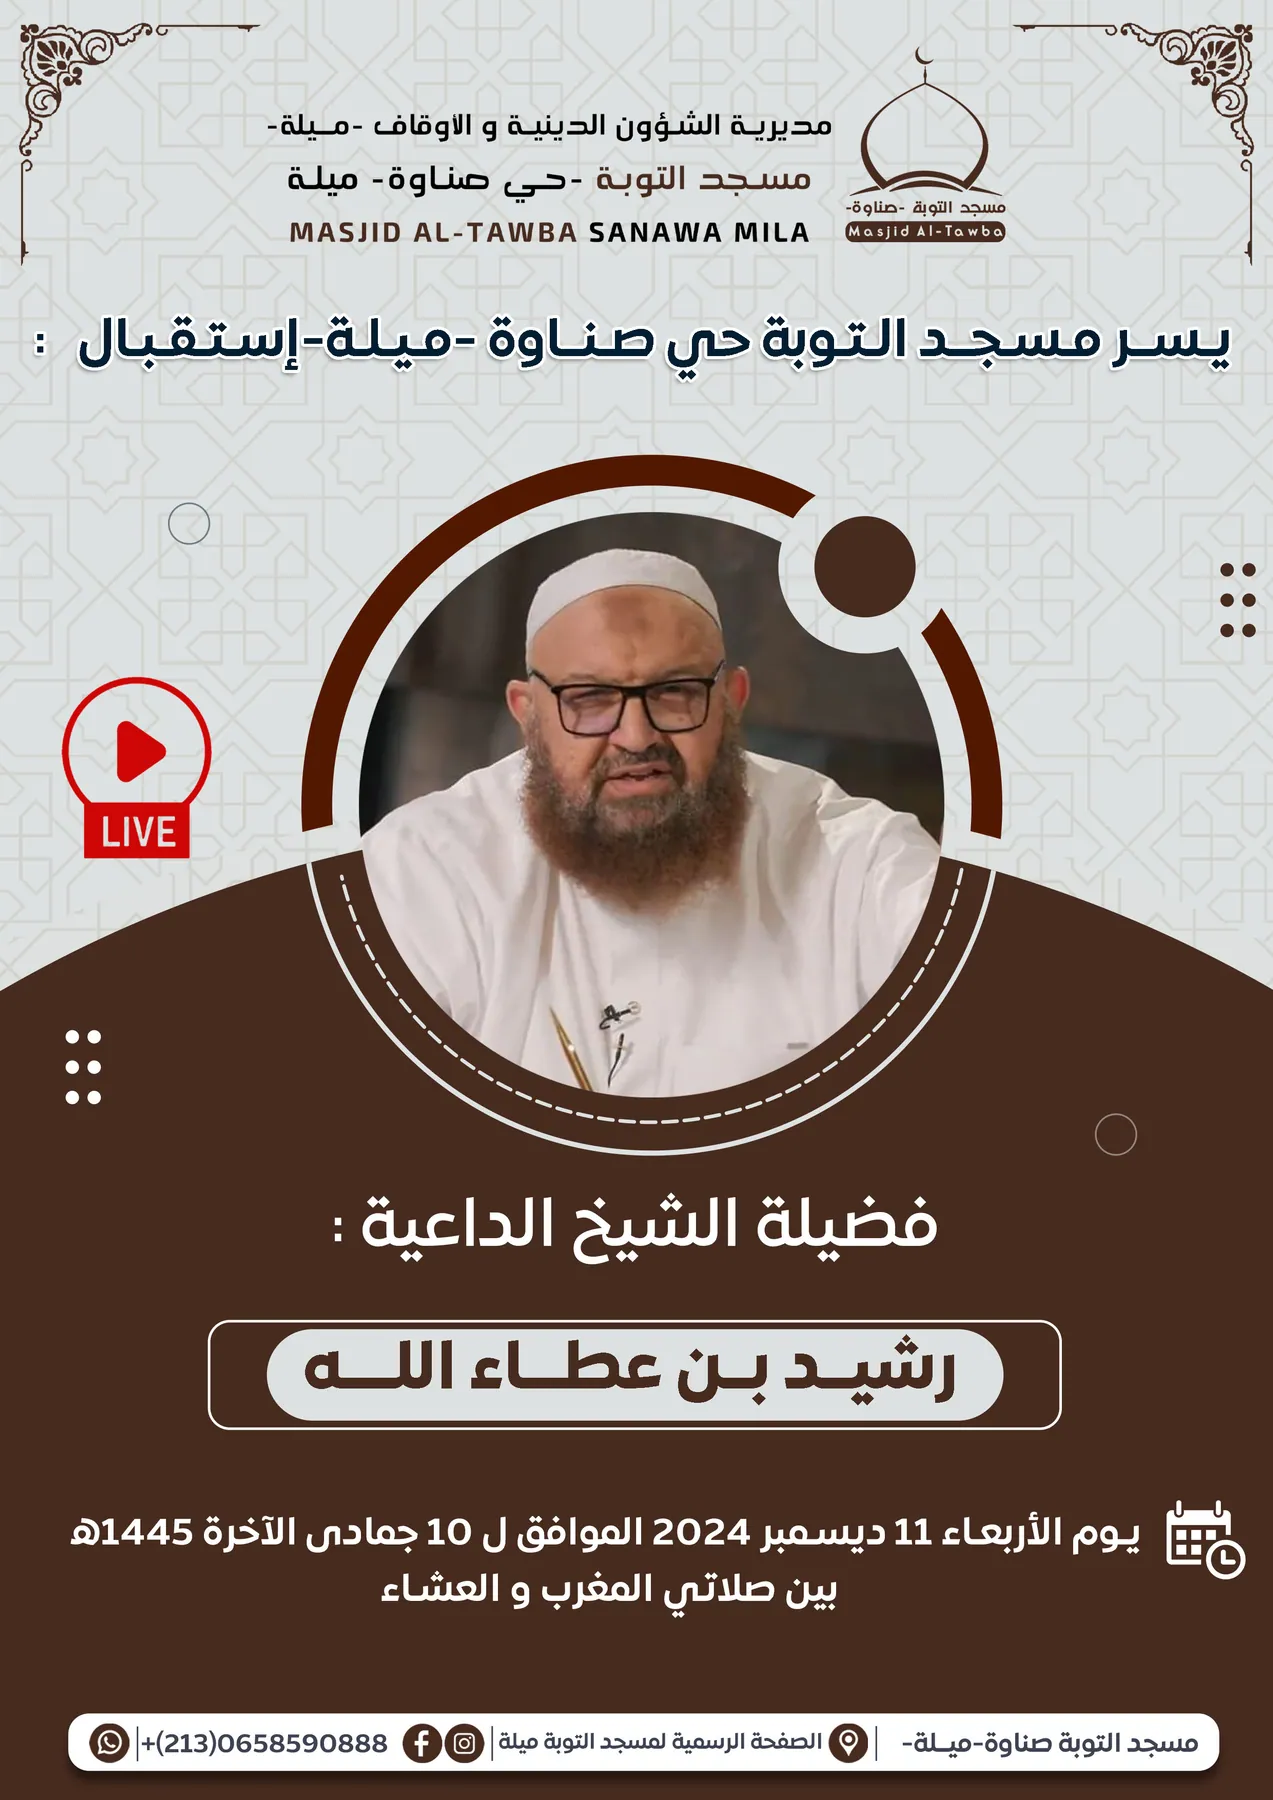 مديرية الشؤون الدينية و الأوقاف -ميلة-
مسجد التوبة -حي صناوة- ميلة
MASJID AL-TAWBA SANAWA MILA
مسجد التوبة -صناوة-
Masjid Al-Tawba
يسر مسجد التوبة حي صناوة -ميلة-إستقبال :
LIVE
فضيلة الشيخ الداعية :
رشيد بن عطاء الله
يوم الأربعاء 11 ديسمبر 2024 الموافق ل 10 جمادى الآخرة 1445ه
بين صلاتي المغرب و العشاء
مسجد التوبة صناوة-ميلة- | الصفحة الرسمية لمسجد التوبة ميلة | +(213)0658590888 |